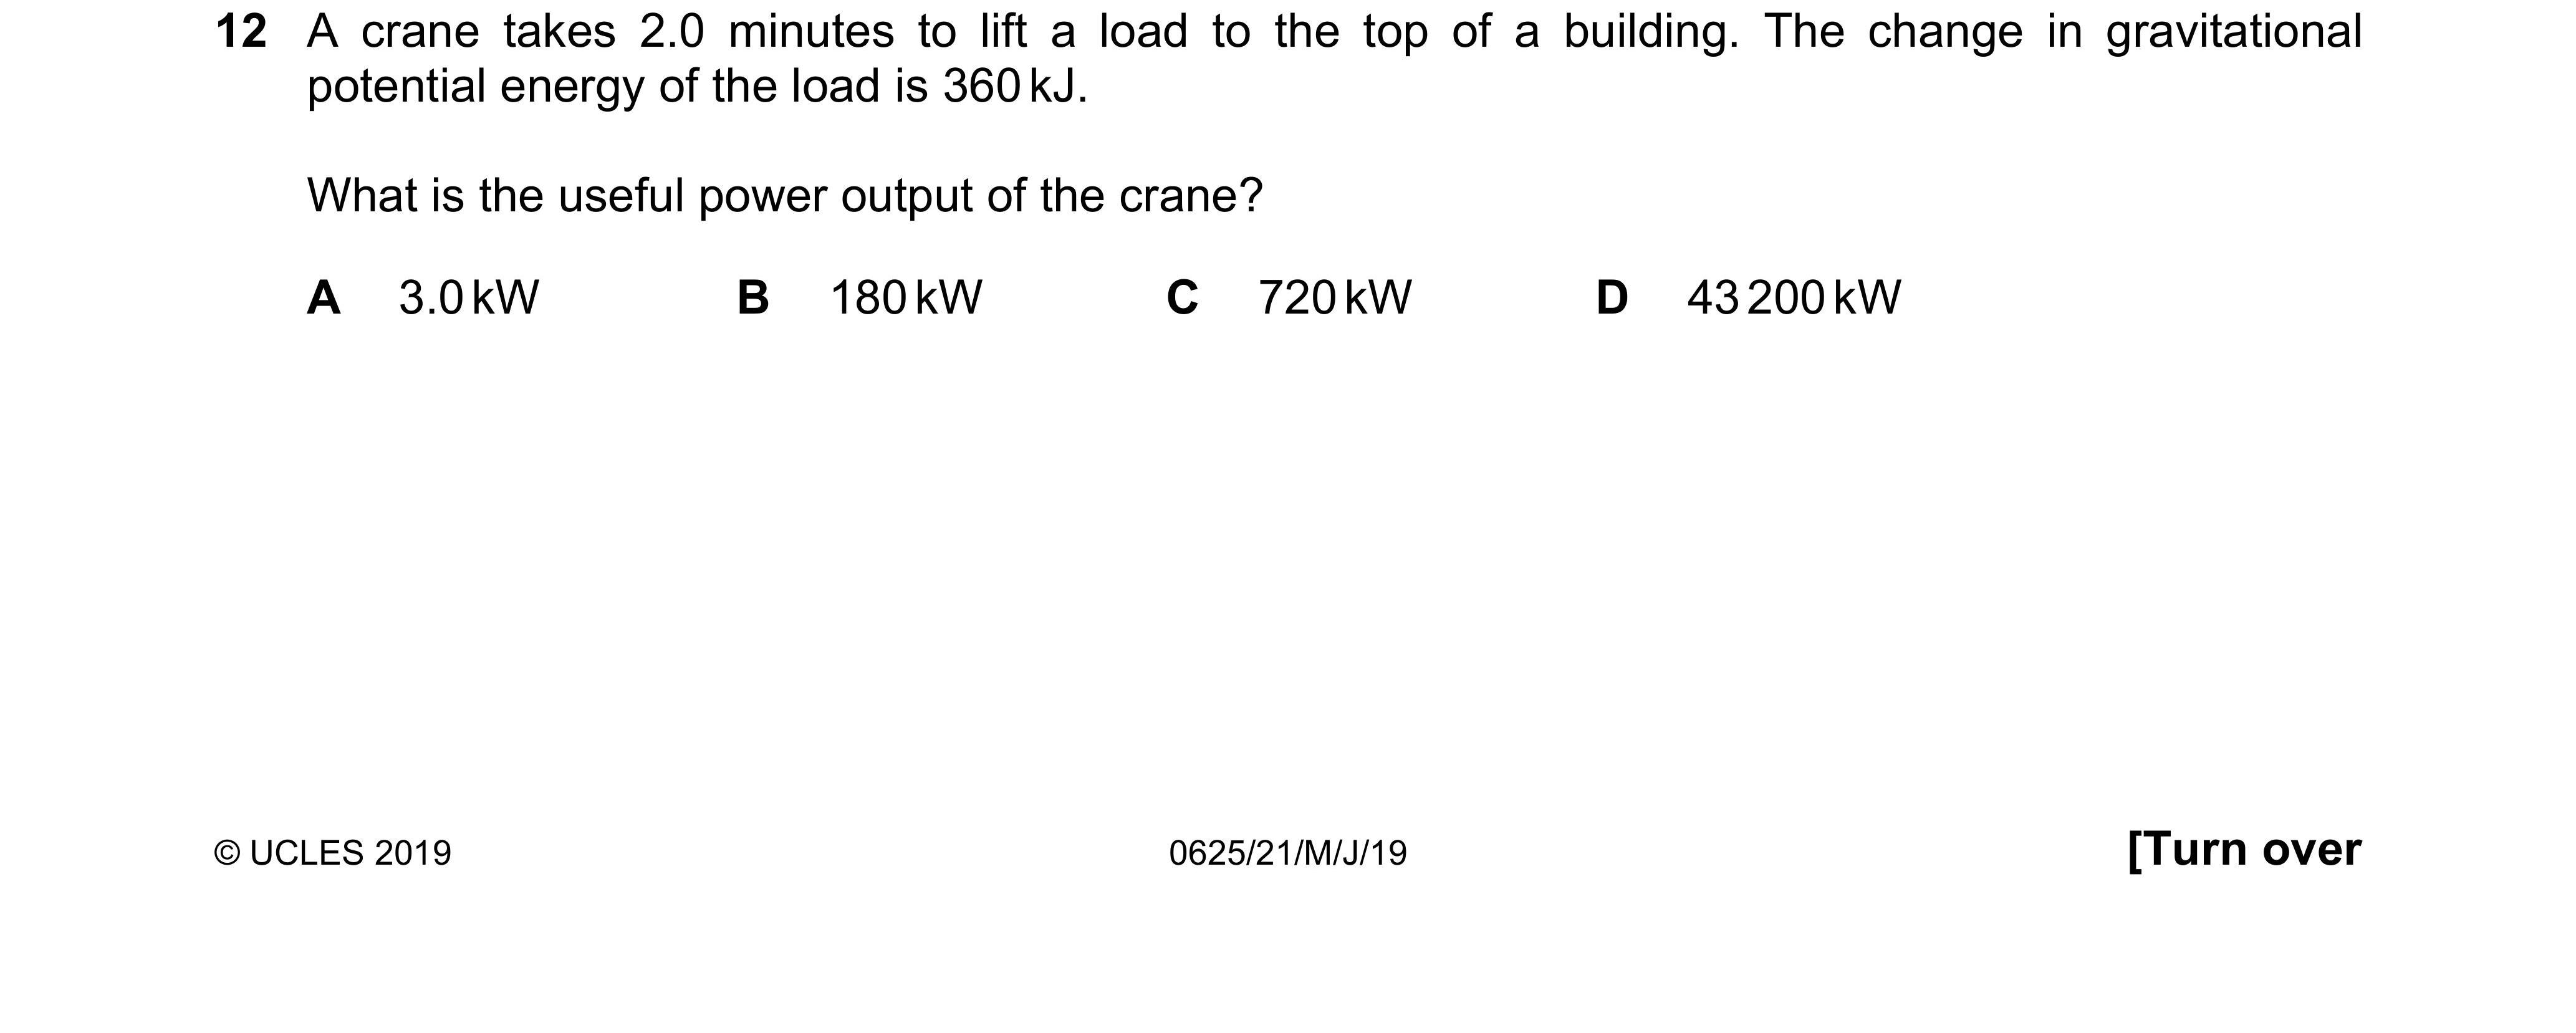 12 A crane takes 2.0 minutes to lift a load to the top of a building. The change in gravitational
potential energy of the load is 360 kJ.
What is the useful power output of the crane?
A 3.0 kW B 180 kW C 720 kW D 43 200 kW
© UCLES 2019 0625/21/M/J/19 [Turn over